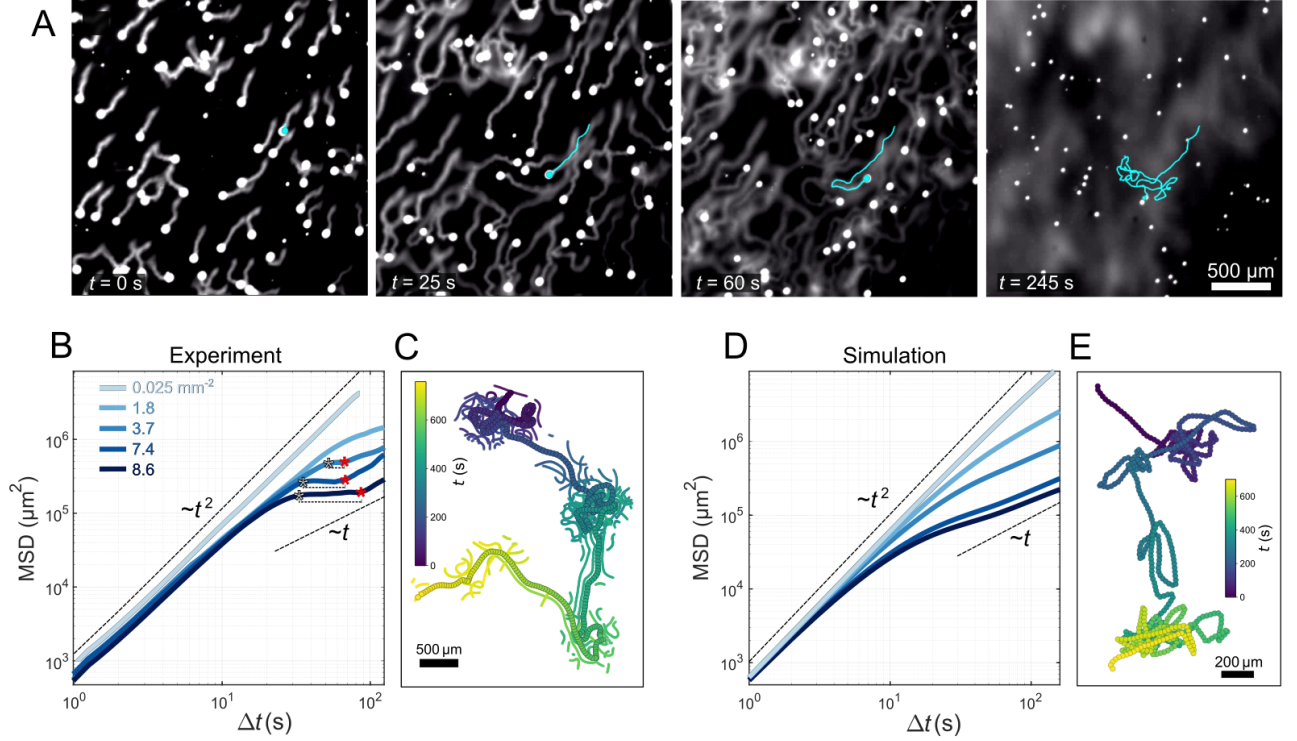 A
t = 0 s
t = 25 s
t = 60 s
t = 245 s
500 µm
B
Experiment
0.025 mm⁻²
1.8
3.7
7.4
8.6
~t²
~t
10⁶
10⁵
10⁴
10³
MSD (µm²)
10⁰
10¹
10²
Δt (s)
C
600
400
200
0
t (s)
500 µm
D
Simulation
~t²
~t
10⁶
10⁵
10⁴
10³
MSD (µm²)
10⁰
10¹
10²
Δt (s)
E
600
400
200
0
t (s)
200 µm